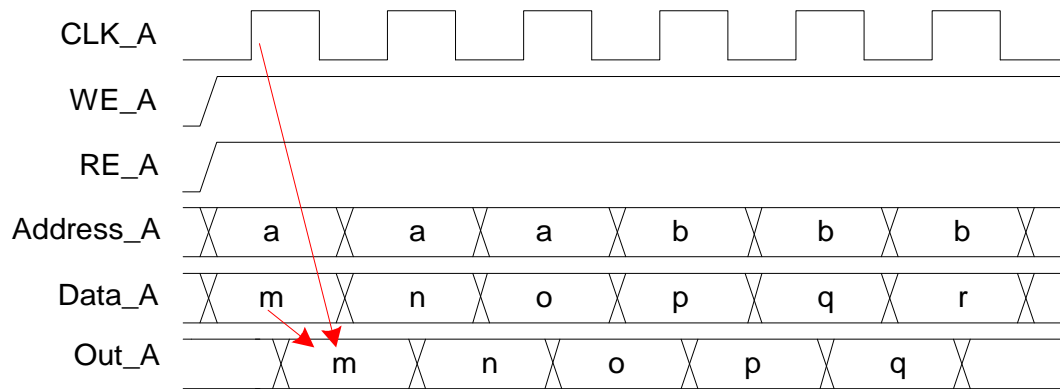 CLK_A
WE_A
RE_A
Address_A a a a b b b
Data_A m n o p q r
Out_A m n o p q